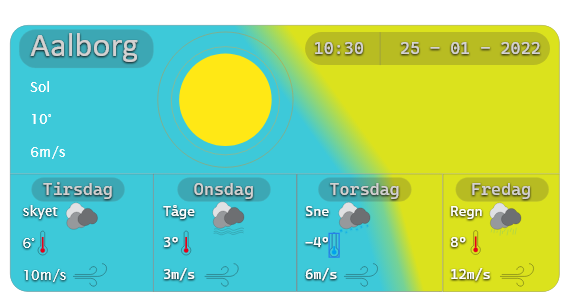 Aalborg
10:30 25 - 01 - 2022
Sol
10°
6m/s
Tirsdag Onsdag Torsdag Fredag
skyet Tåge Sne Regn
6° 3° -4° 8°
10m/s 3m/s 6m/s 12m/s